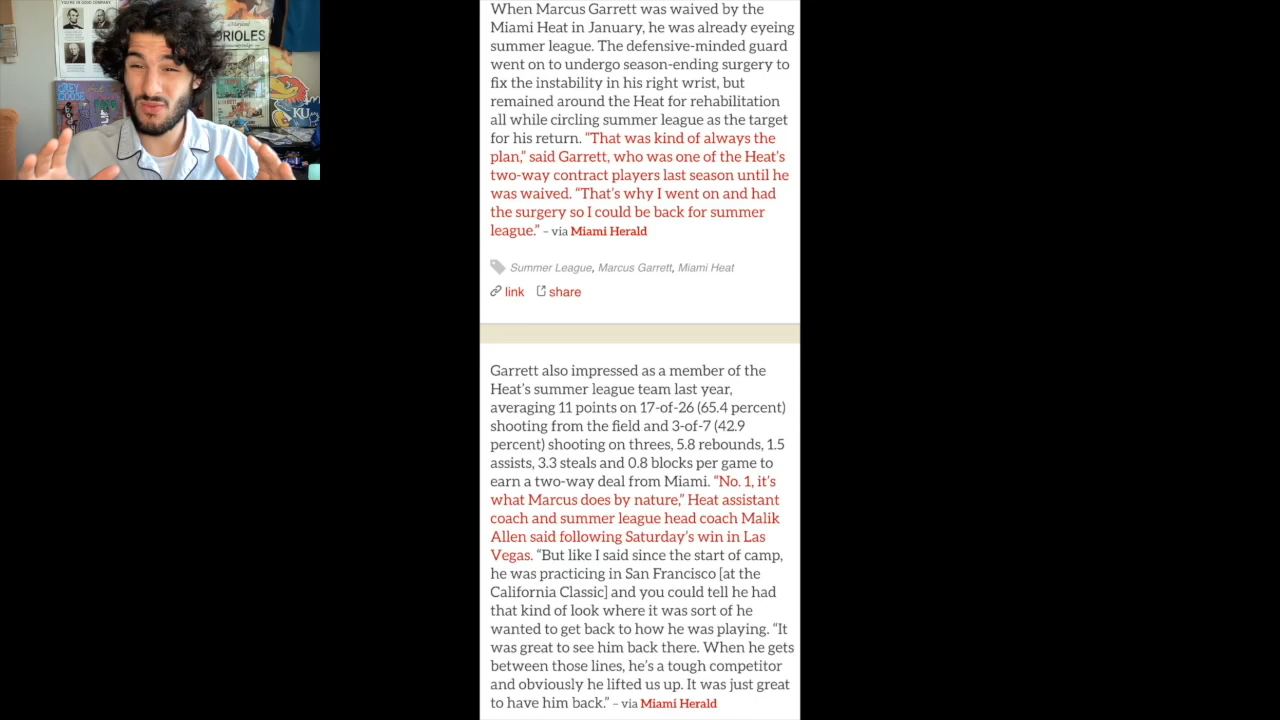 YOU'RE IN GOOD COMPANY
Maryland
ORIOLES
GREY
GOOSE
KU
When Marcus Garrett was waived by the
Miami Heat in January, he was already eyeing
summer league. The defensive-minded guard
went on to undergo season-ending surgery to
fix the instability in his right wrist, but
remained around the Heat for rehabilitation
all while circling summer league as the target
for his return. “That was kind of always the
plan,” said Garrett, who was one of the Heat’s
two-way contract players last season until he
was waived. “That’s why I went on and had
the surgery so I could be back for summer
league.” – via Miami Herald
Summer League, Marcus Garrett, Miami Heat
link share
Garrett also impressed as a member of the
Heat’s summer league team last year,
averaging 11 points on 17-of-26 (65.4 percent)
shooting from the field and 3-of-7 (42.9
percent) shooting on threes, 5.8 rebounds, 1.5
assists, 3.3 steals and 0.8 blocks per game to
earn a two-way deal from Miami. “No. 1, it’s
what Marcus does by nature,” Heat assistant
coach and summer league head coach Malik
Allen said following Saturday’s win in Las
Vegas. “But like I said since the start of camp,
he was practicing in San Francisco [at the
California Classic] and you could tell he had
that kind of look where it was sort of he
wanted to get back to how he was playing. “It
was great to see him back there. When he gets
between those lines, he’s a tough competitor
and obviously he lifted us up. It was just great
to have him back.” – via Miami Herald